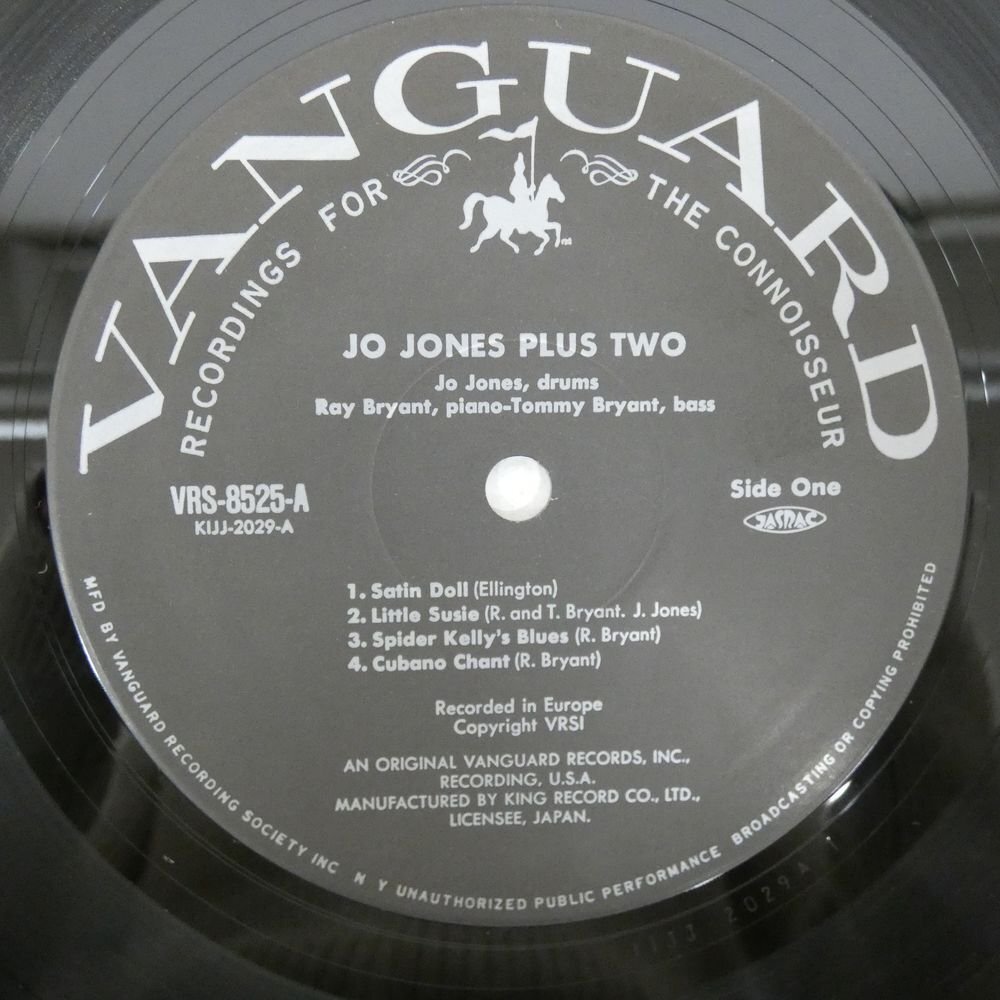 VANGUARD
RECORDINGS FOR THE CONNOISSEUR
JO JONES PLUS TWO
Jo Jones, drums
Ray Bryant, piano-Tommy Bryant, bass
VRS-8525-A
KIJJ-2029-A
Side One
JASRAC
1. Satin Doll (Ellington)
2. Little Susie (R. and T. Bryant. J. Jones)
3. Spider Kelly's Blues (R. Bryant)
4. Cubano Chant (R. Bryant)
Recorded in Europe
Copyright VRSI
AN ORIGINAL VANGUARD RECORDS, INC.,
RECORDING, U.S.A.
MANUFACTURED BY KING RECORD CO., LTD.,
LICENSEE, JAPAN.
MFD BY VANGUARD RECORDING SOCIETY INC N Y UNAUTHORIZED PUBLIC PERFORMANCE BROADCASTING OR COPYING PROHIBITED
KIJJ 2029 A